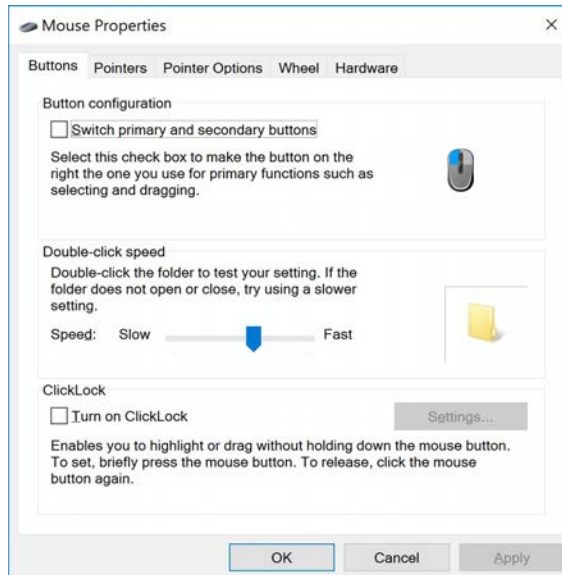 Mouse Properties
Buttons Pointers Pointer Options Wheel Hardware
Button configuration
Switch primary and secondary buttons
Select this check box to make the button on the
right the one you use for primary functions such as
selecting and dragging.
Double-click speed
Double-click the folder to test your setting. If the
folder does not open or close, try using a slower
setting.
Speed: Slow Fast
ClickLock
Turn on ClickLock Settings...
Enables you to highlight or drag without holding down the mouse button.
To set, briefly press the mouse button. To release, click the mouse
button again.
OK Cancel Apply